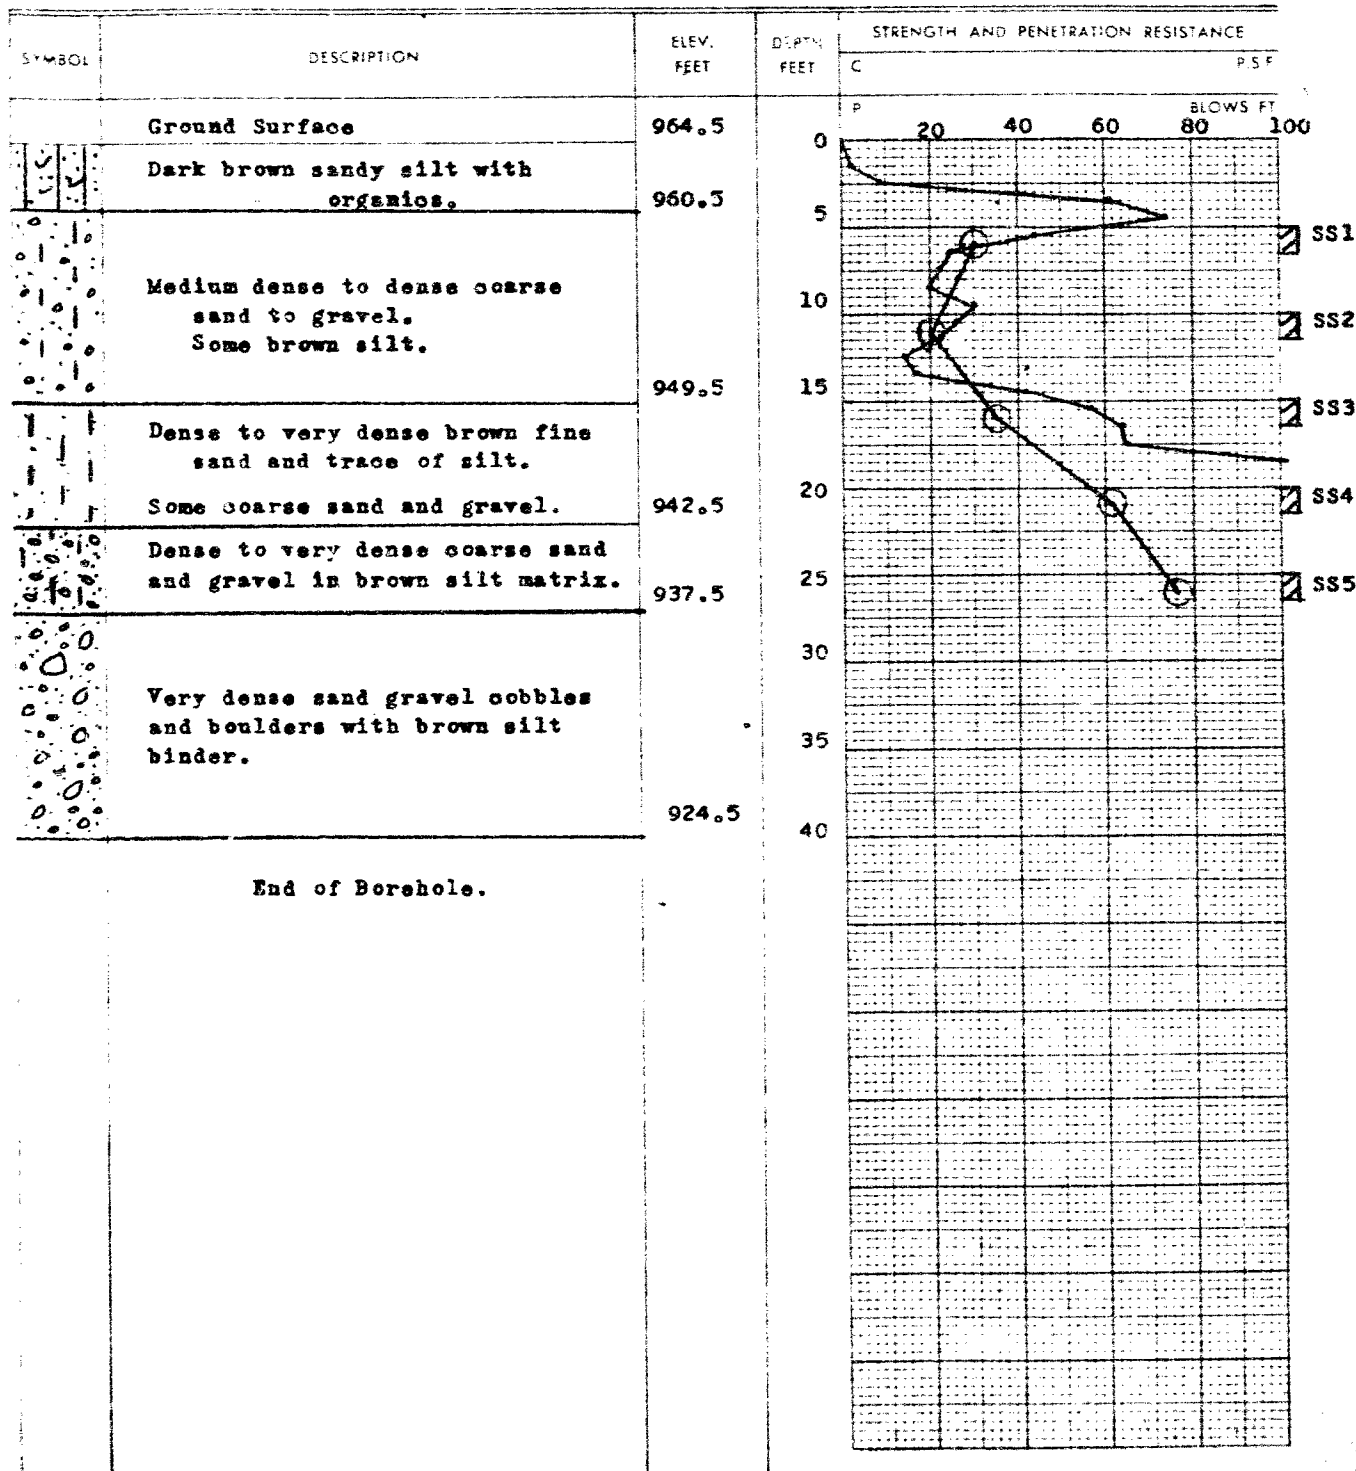 SYMBOL
DESCRIPTION
ELEV. FEET
DEPTH FEET
STRENGTH AND PENETRATION RESISTANCE
C P.S.F
P BLOWS FT
20 40 60 80 100
Ground Surface 964.5
0
Dark brown sandy silt with
organics. 960.5
5
SS1
Medium dense to dense coarse
sand to gravel.
Some brown silt.
10
SS2
949.5
15
SS3
Dense to very dense brown fine
sand and trace of silt.
Some coarse sand and gravel. 942.5
20
SS4
Dense to very dense coarse sand
and gravel in brown silt matrix. 937.5
25
SS5
30
Very dense sand gravel cobbles
and boulders with brown silt
binder.
35
924.5
40
End of Borehole.